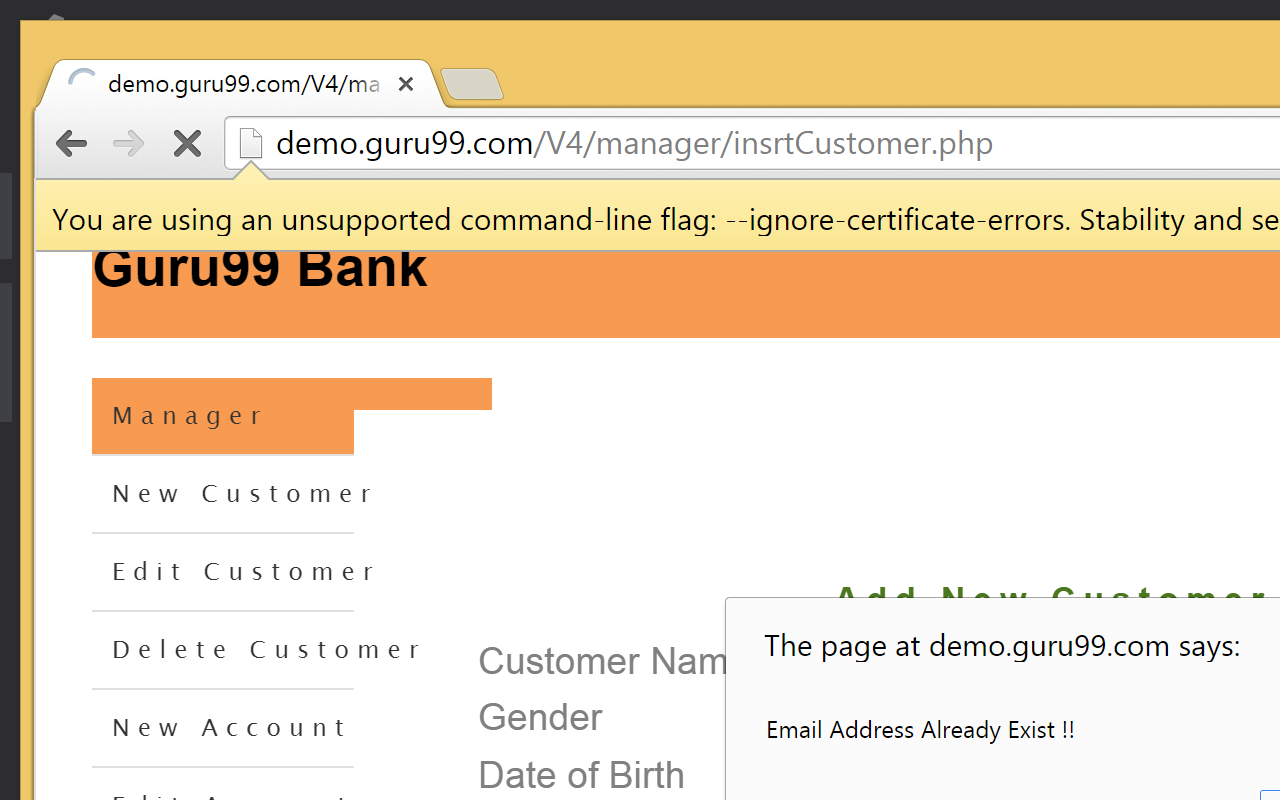 demo.guru99.com/V4/ma
demo.guru99.com/V4/manager/insrtCustomer.php
You are using an unsupported command-line flag: --ignore-certificate-errors. Stability and se
Guru99 Bank
Manager
New Customer
Edit Customer
Delete Customer
New Account
Add New Customer
Customer Nam
Gender
Date of Birth
The page at demo.guru99.com says:
Email Address Already Exist !!